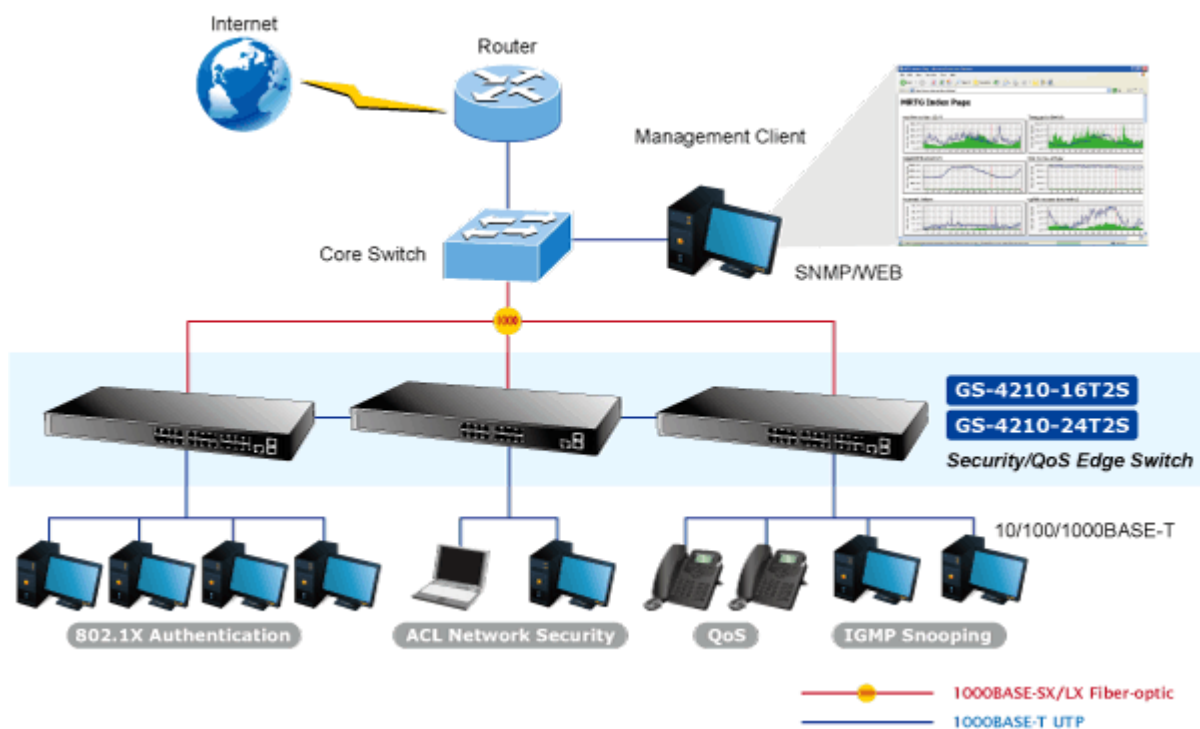 Internet
Router
Management Client
MRTG Index Page
Core Switch
SNMP/WEB
1000
GS-4210-16T2S
GS-4210-24T2S
Security/QoS Edge Switch
10/100/1000BASE-T
802.1X Authentication
ACL Network Security
QoS
IGMP Snooping
1000BASE-SX/LX Fiber-optic
1000BASE-T UTP